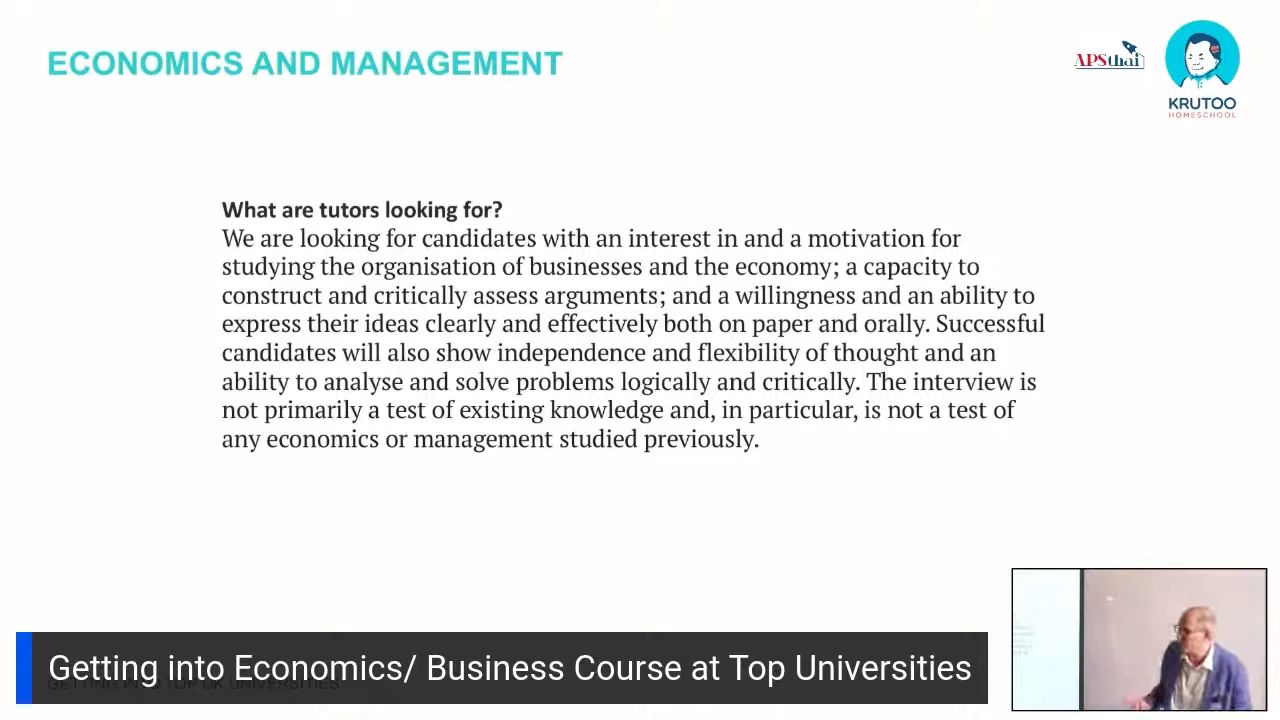 ECONOMICS AND MANAGEMENT
APSthai
KRUTOO
HOMESCHOOL
What are tutors looking for?
We are looking for candidates with an interest in and a motivation for
studying the organisation of businesses and the economy; a capacity to
construct and critically assess arguments; and a willingness and an ability to
express their ideas clearly and effectively both on paper and orally. Successful
candidates will also show independence and flexibility of thought and an
ability to analyse and solve problems logically and critically. The interview is
not primarily a test of existing knowledge and, in particular, is not a test of
any economics or management studied previously.
Getting into Economics/ Business Course at Top Universities
GETTING INTO TOP UK UNIVERSITIES